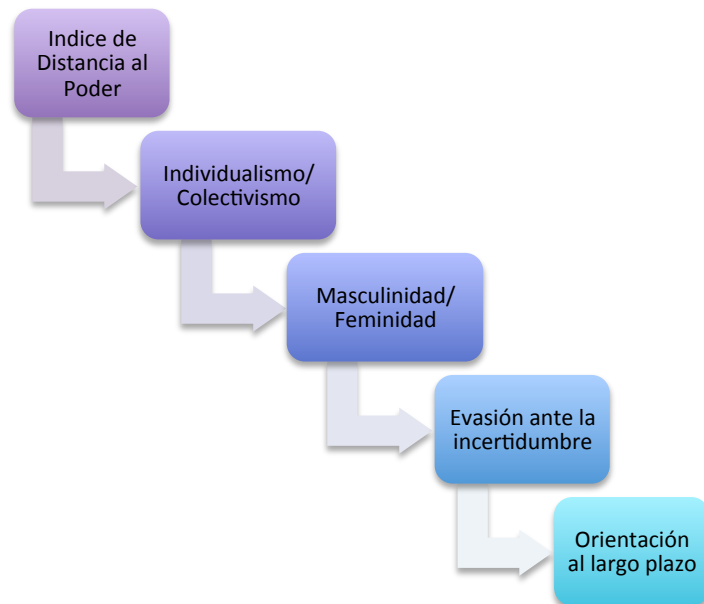 Indice de
Distancia al
Poder
Individualismo/
Colectivismo
Masculinidad/
Feminidad
Evasión ante la
incertidumbre
Orientación
al largo plazo